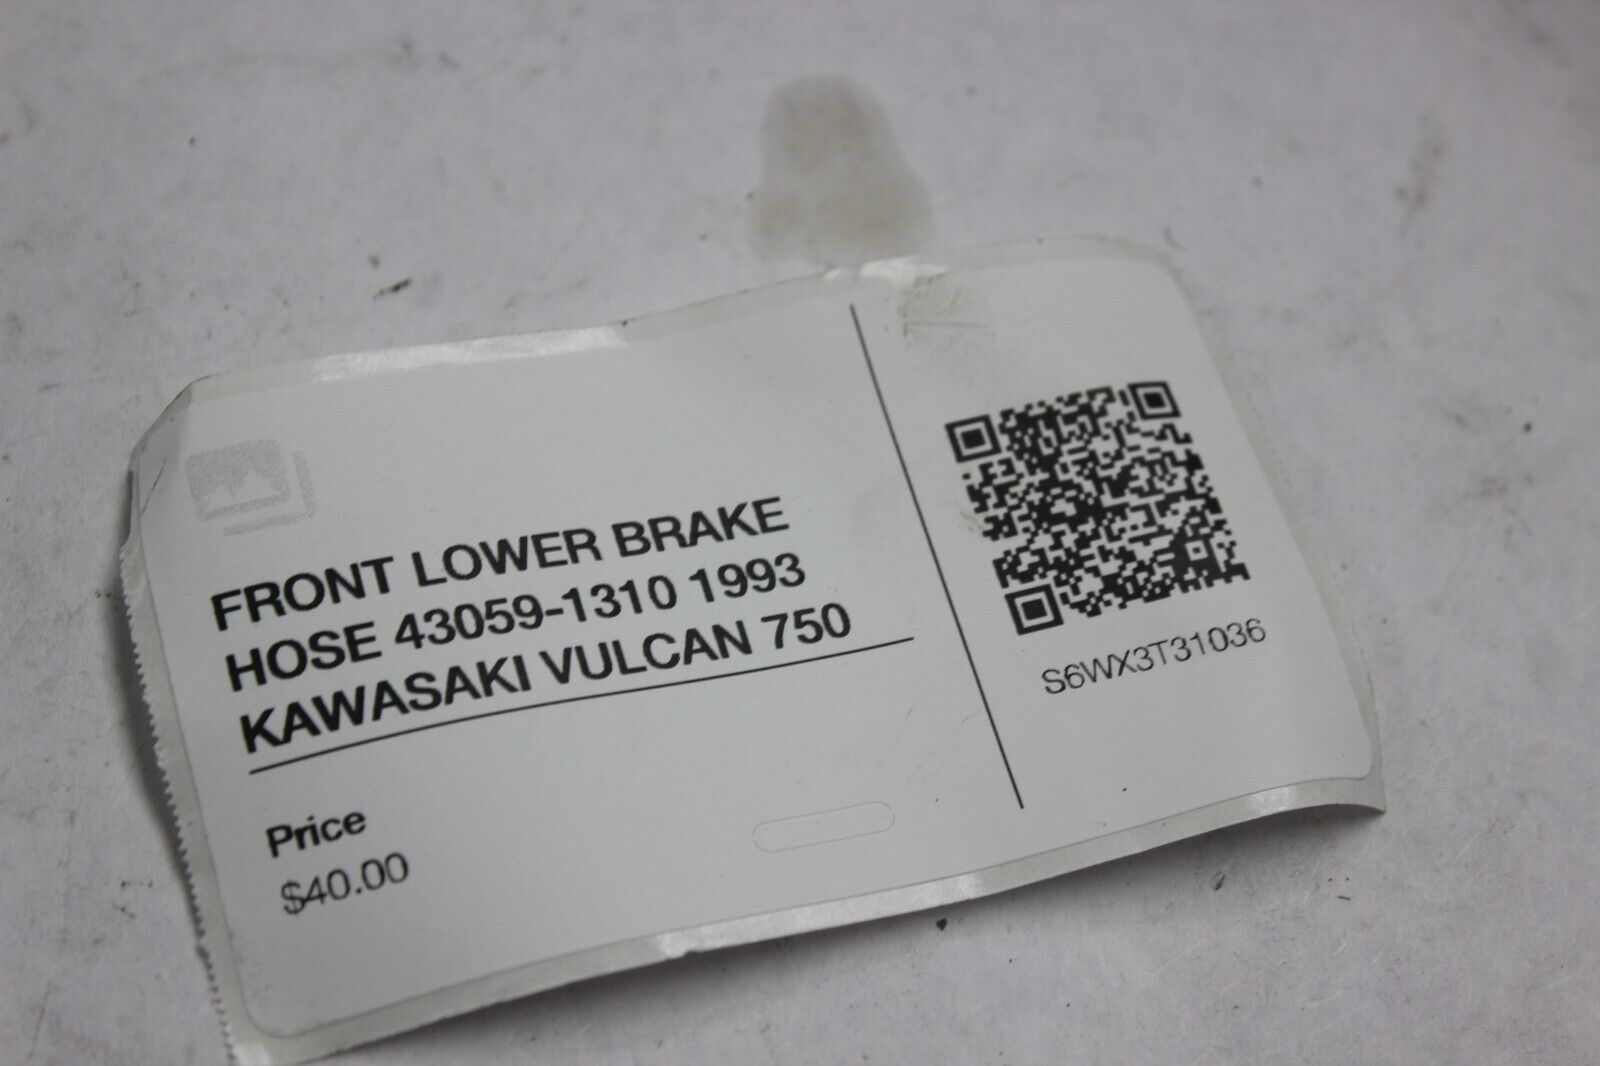 FRONT LOWER BRAKE
HOSE 43059-1310 1993
KAWASAKI VULCAN 750
Price
$40.00
S6WX3T31036